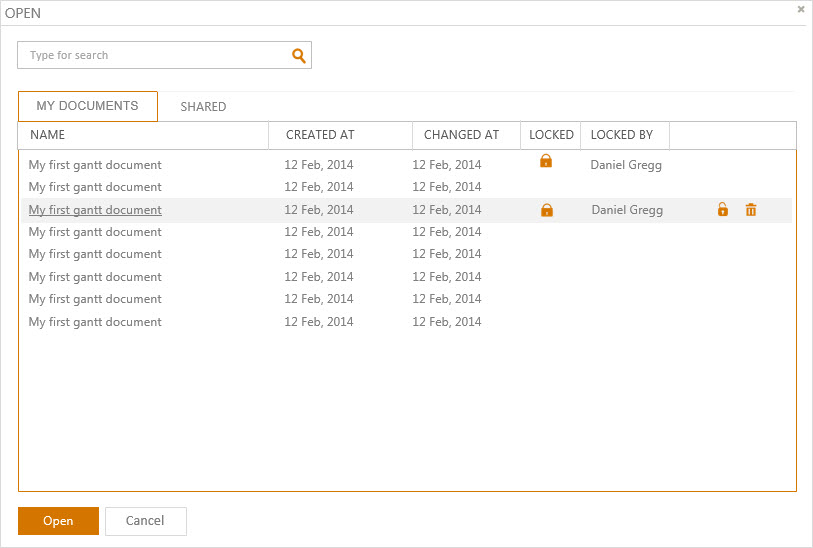 OPEN
Type for search
MY DOCUMENTS SHARED
NAME CREATED AT CHANGED AT LOCKED LOCKED BY
My first gantt document 12 Feb, 2014 12 Feb, 2014 Daniel Gregg
My first gantt document 12 Feb, 2014 12 Feb, 2014
My first gantt document 12 Feb, 2014 12 Feb, 2014 Daniel Gregg
My first gantt document 12 Feb, 2014 12 Feb, 2014
My first gantt document 12 Feb, 2014 12 Feb, 2014
My first gantt document 12 Feb, 2014 12 Feb, 2014
My first gantt document 12 Feb, 2014 12 Feb, 2014
My first gantt document 12 Feb, 2014 12 Feb, 2014
Open Cancel